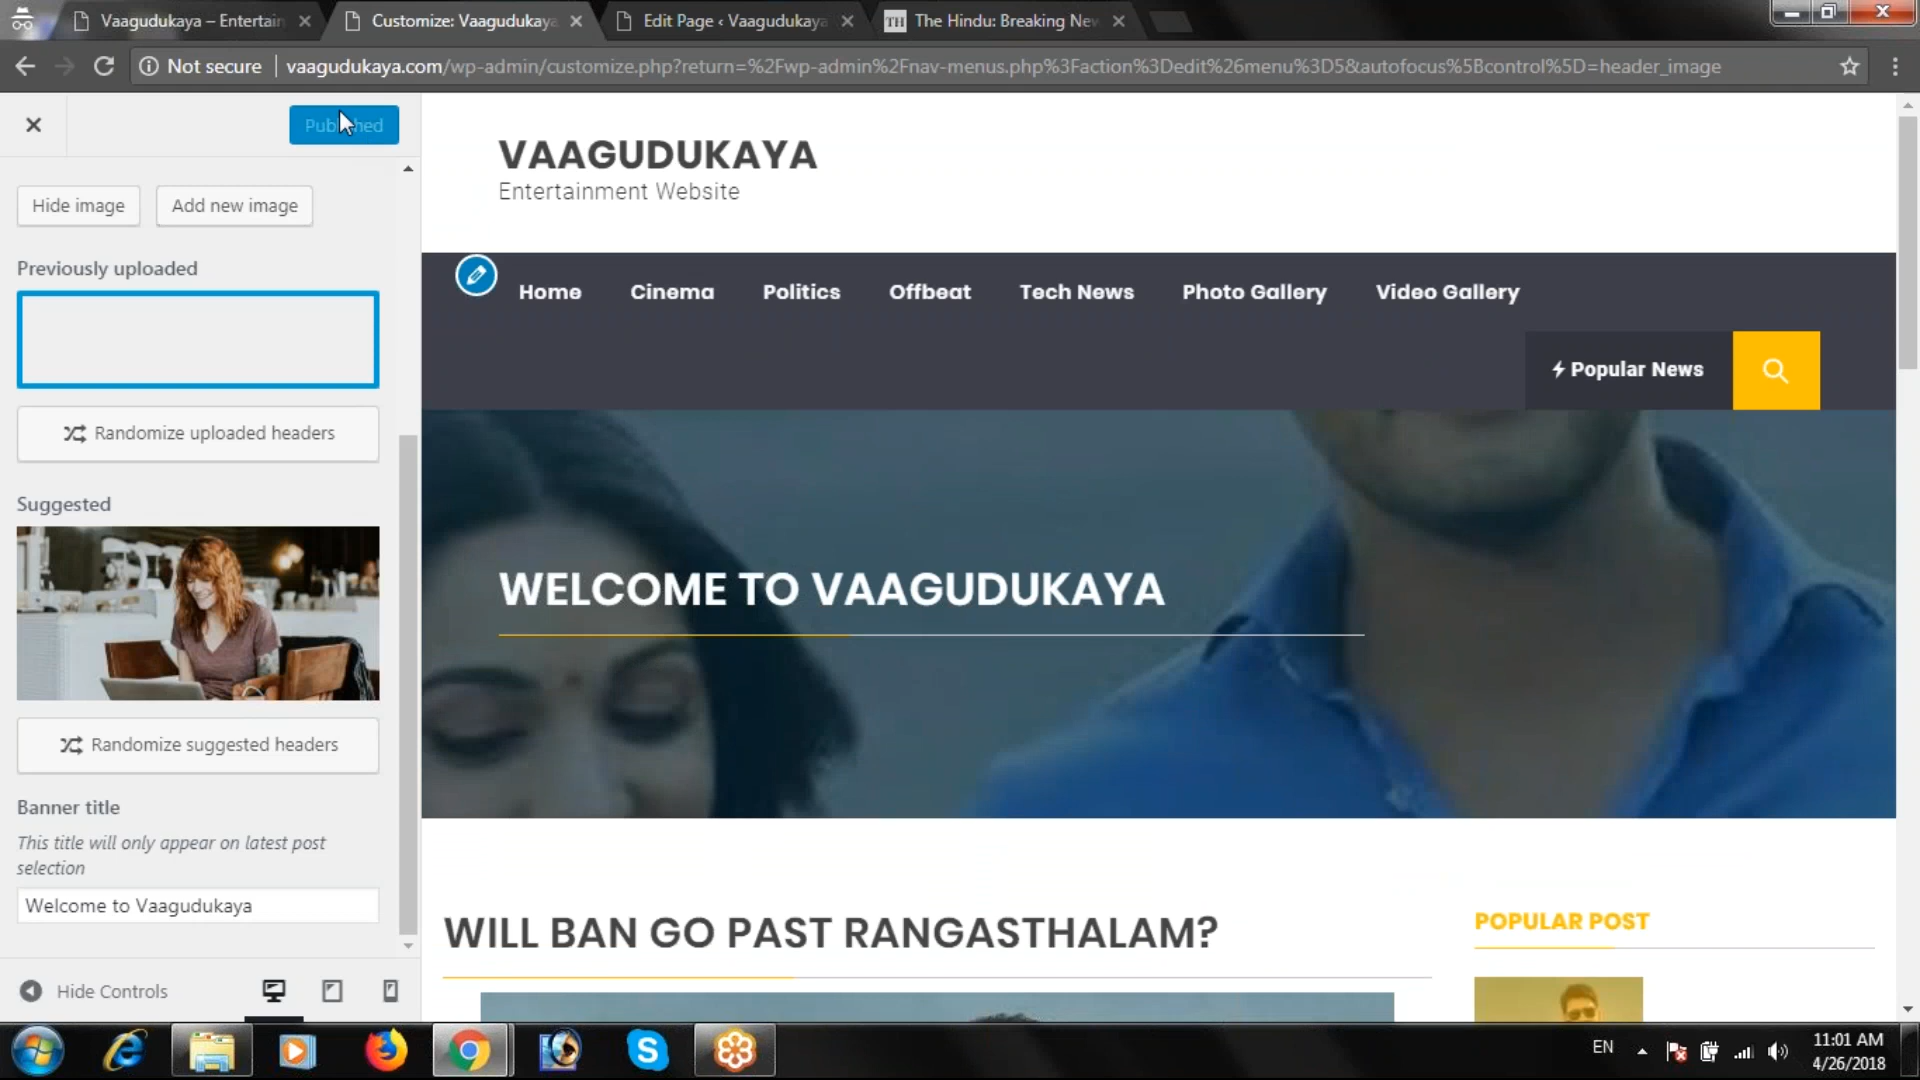 Vaagudukaya – Entertain
Customize: Vaagudukaya
Edit Page ‹ Vaagudukaya
TH
The Hindu: Breaking New
Not secure
vaagudukaya.com/wp-admin/customize.php?return=%2Fwp-admin%2Fnav-menus.php%3Faction%3Dedit%26menu%3D5&autofocus%5Bcontrol%5D=header_image
Published
Hide image
Add new image
Previously uploaded
Randomize uploaded headers
Suggested
Randomize suggested headers
Banner title
This title will only appear on latest post
selection
Welcome to Vaagudukaya
Hide Controls
VAAGUDUKAYA
Entertainment Website
Home
Cinema
Politics
Offbeat
Tech News
Photo Gallery
Video Gallery
Popular News
WELCOME TO VAAGUDUKAYA
WILL BAN GO PAST RANGASTHALAM?
POPULAR POST
EN
11:01 AM
4/26/2018